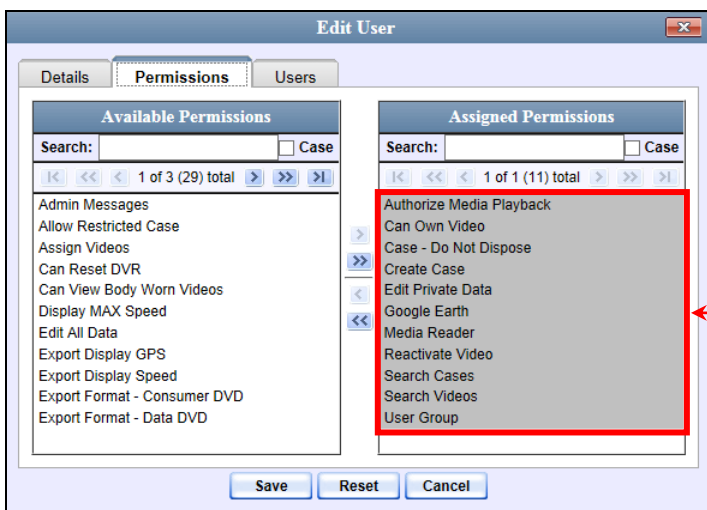 Edit User
Details Permissions Users
Available Permissions
Search: Case
1 of 3 (29) total
Admin Messages
Allow Restricted Case
Assign Videos
Can Reset DVR
Can View Body Worn Videos
Display MAX Speed
Edit All Data
Export Display GPS
Export Display Speed
Export Format - Consumer DVD
Export Format - Data DVD
Assigned Permissions
Search: Case
1 of 1 (11) total
Authorize Media Playback
Can Own Video
Case - Do Not Dispose
Create Case
Edit Private Data
Google Earth
Media Reader
Reactivate Video
Search Cases
Search Videos
User Group
Save Reset Cancel